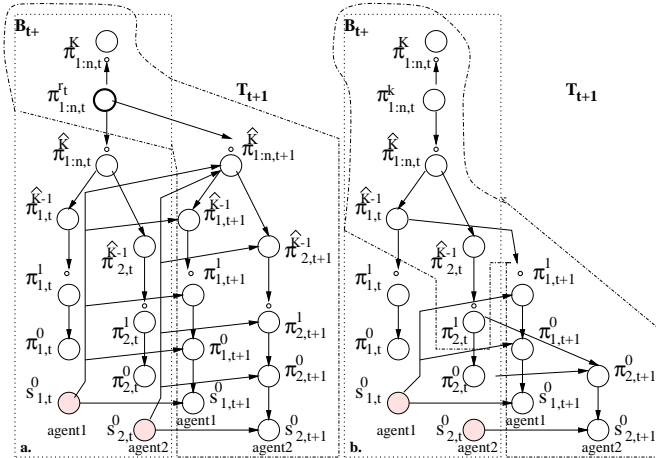 B_{t+}
π^K_{1:n,t}
π^{r_t}_{1:n,t}
T_{t+1}
π^{K̂}_{1:n,t}
π^{K̂}_{1:n,t+1}
π^{K̂-1}_{1,t}
π^{K̂-1}_{1,t+1}
π^{K̂-1}_{2,t}
π^{K̂-1}_{2,t+1}
π^1_{1,t}
π^1_{1,t+1}
π^1_{2,t}
π^1_{2,t+1}
π^0_{1,t}
π^0_{1,t+1}
π^0_{2,t}
π^0_{2,t+1}
s^0_{1,t}
s^0_{1,t+1}
agent1
agent1
s^0_{2,t}
s^0_{2,t+1}
a.
agent2
agent2
B_{t+}
π^K_{1:n,t}
π^k_{1:n,t}
T_{t+1}
π^{K̂}_{1:n,t}
π^{K̂-1}_{1,t}
π^{K̂-1}_{2,t}
π^1_{1,t}
π^1_{1,t+1}
π^1_{2,t}
π^0_{1,t}
π^0_{1,t+1}
π^0_{2,t}
π^0_{2,t+1}
s^0_{1,t}
s^0_{1,t+1}
agent1
agent1
s^0_{2,t}
s^0_{2,t+1}
b.
agent2
agent2